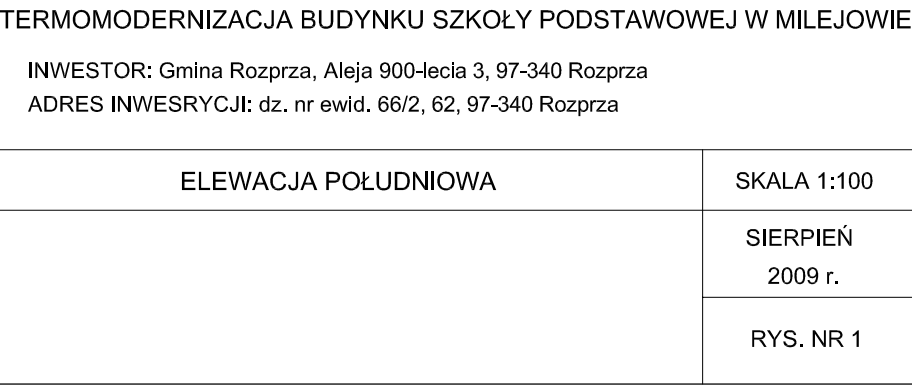 TERMOMODERNIZACJA BUDYNKU SZKOŁY PODSTAWOWEJ W MILEJOWIE
INWESTOR: Gmina Rozprza, Aleja 900-lecia 3, 97-340 Rozprza
ADRES INWESRYCJI: dz. nr ewid. 66/2, 62, 97-340 Rozprza
ELEWACJA POŁUDNIOWA
SKALA 1:100
SIERPIEŃ
2009 r.
RYS. NR 1